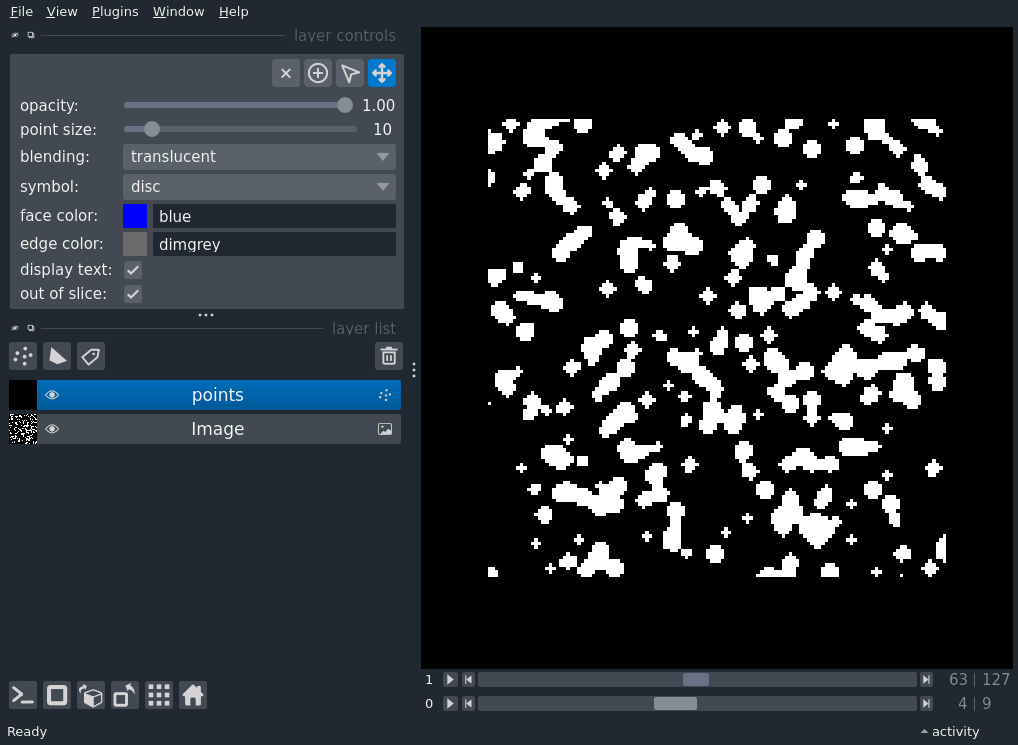 File View Plugins Window Help
layer controls
opacity: 1.00
point size: 10
blending: translucent
symbol: disc
face color: blue
edge color: dimgrey
display text:
out of slice:
layer list
points
Image
1 63 | 127
0 4 | 9
Ready activity